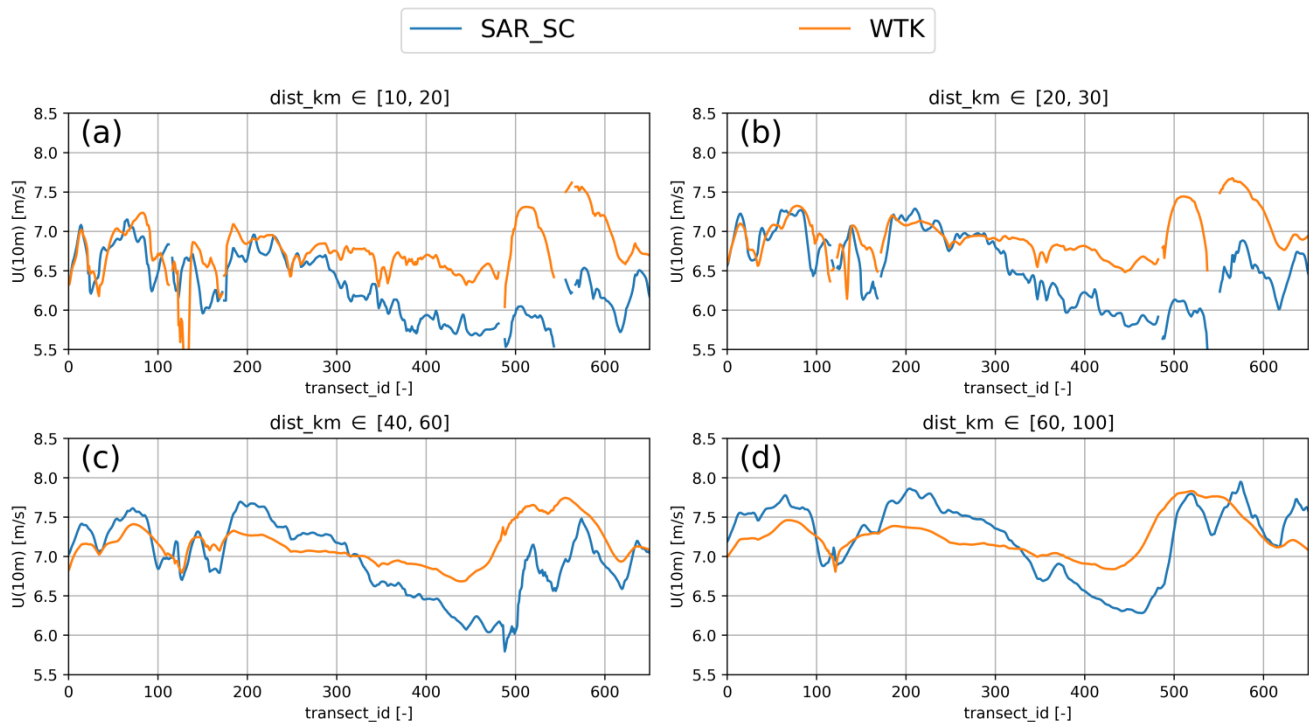 SAR_SC WTK
dist_km ∈ [10, 20]
(a)
8.5
8.0
7.5
7.0
6.5
6.0
5.5
U(10m) [m/s]
0 100 200 300 400 500 600
transect_id [-]
dist_km ∈ [20, 30]
(b)
8.5
8.0
7.5
7.0
6.5
6.0
5.5
U(10m) [m/s]
0 100 200 300 400 500 600
transect_id [-]
dist_km ∈ [40, 60]
(c)
8.5
8.0
7.5
7.0
6.5
6.0
5.5
U(10m) [m/s]
0 100 200 300 400 500 600
transect_id [-]
dist_km ∈ [60, 100]
(d)
8.5
8.0
7.5
7.0
6.5
6.0
5.5
U(10m) [m/s]
0 100 200 300 400 500 600
transect_id [-]